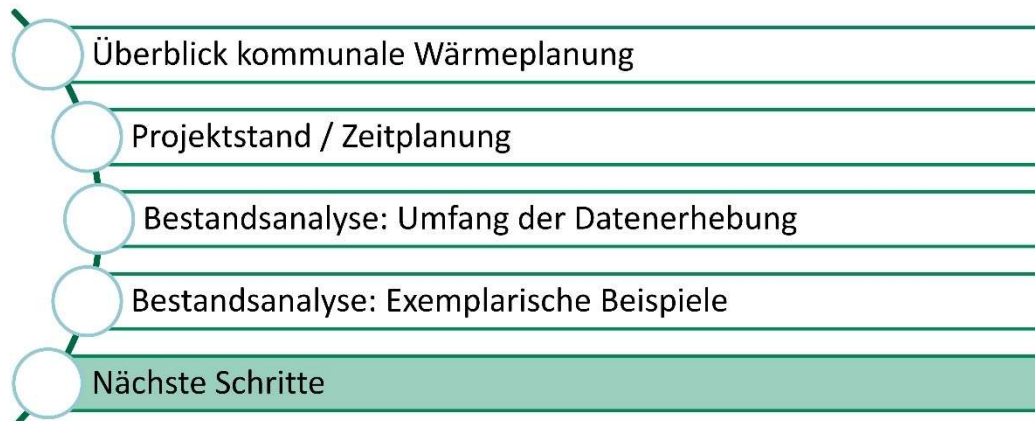 Überblick kommunale Wärmeplanung
Projektstand / Zeitplanung
Bestandsanalyse: Umfang der Datenerhebung
Bestandsanalyse: Exemplarische Beispiele
Nächste Schritte